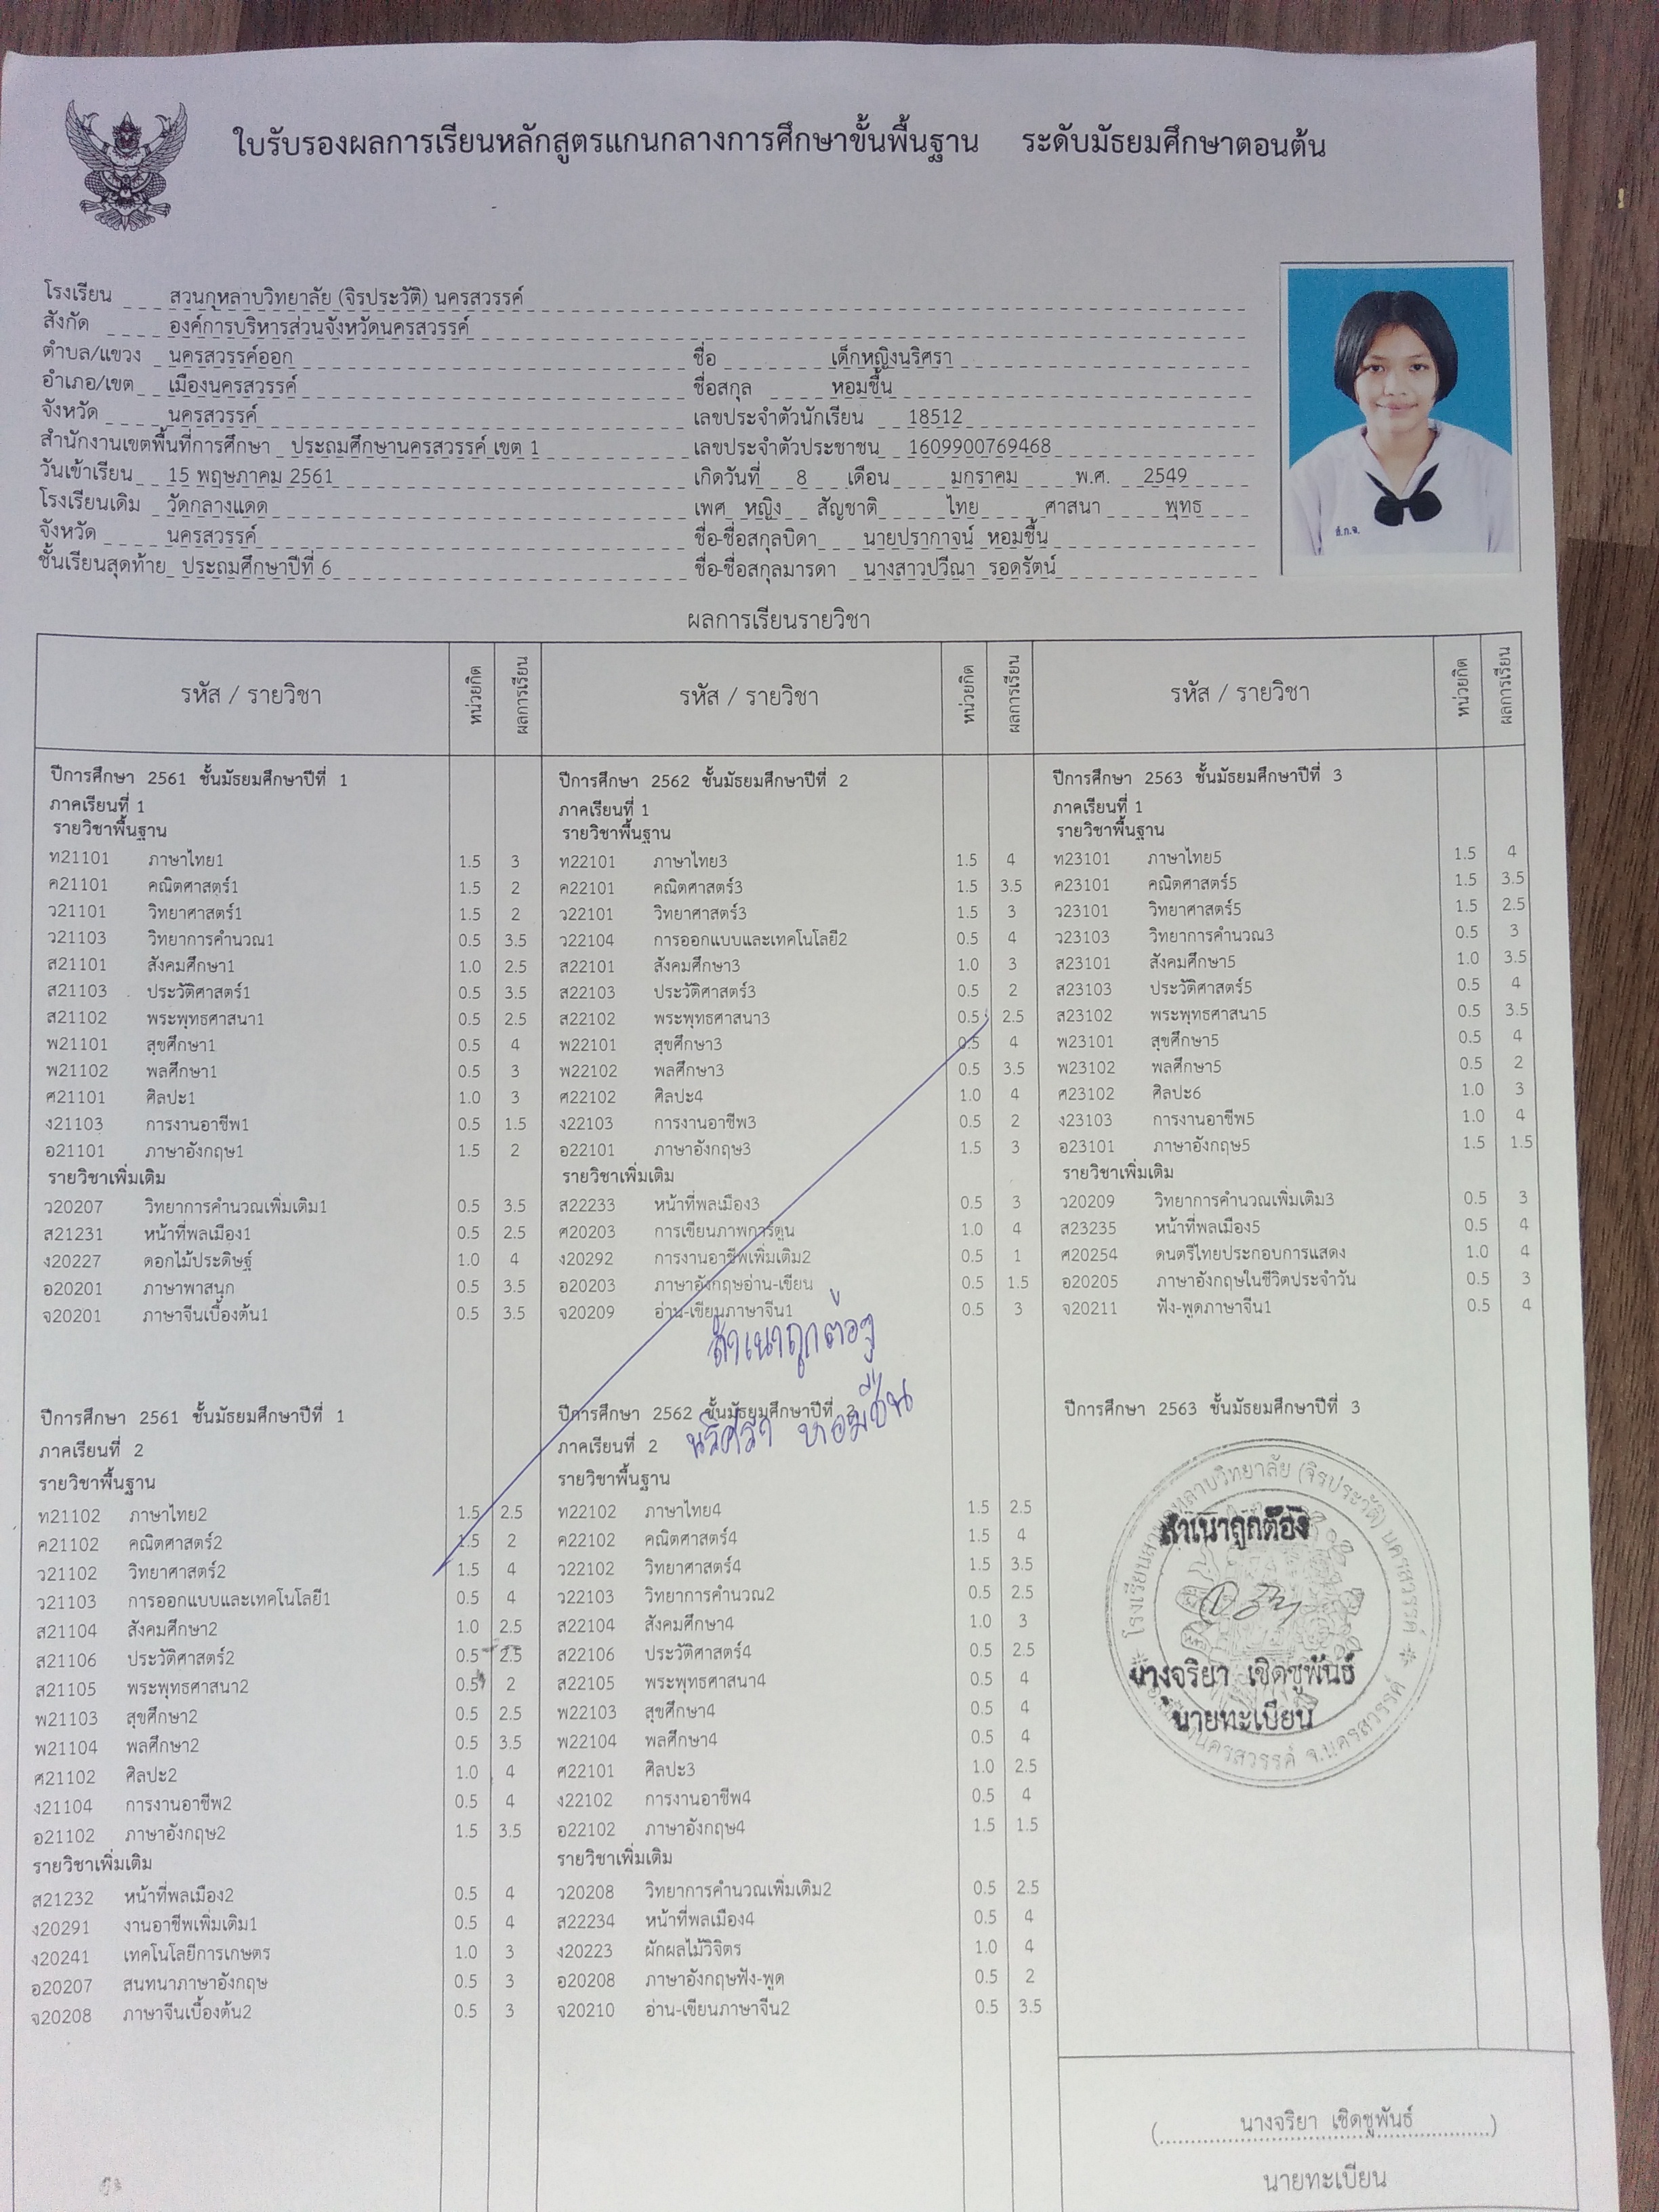 ใบรับรองผลการเรียนหลักสูตรแกนกลางการศึกษาขั้นพื้นฐาน ระดับมัธยมศึกษาตอนต้น
โรงเรียน สวนกุหลาบวิทยาลัย (จิรประวัติ) นครสวรรค์
สังกัด องค์การบริหารส่วนจังหวัดนครสวรรค์
ตำบล/แขวง นครสวรรค์ออก
อำเภอ/เขต เมืองนครสวรรค์
จังหวัด นครสวรรค์
สำนักงานเขตพื้นที่การศึกษา ประถมศึกษานครสวรรค์ เขต 1
วันเข้าเรียน 15 พฤษภาคม 2561
โรงเรียนเดิม วัดกลางแดด
จังหวัด นครสวรรค์
ชั้นเรียนสุดท้าย ประถมศึกษาปีที่ 6
ชื่อ เด็กหญิงนริศรา
ชื่อสกุล หอมชื้น
เลขประจำตัวนักเรียน 18512
เลขประจำตัวประชาชน 1609900769468
เกิดวันที่ 8 เดือน มกราคม พ.ศ. 2549
เพศ หญิง สัญชาติ ไทย ศาสนา พุทธ
ชื่อ-ชื่อสกุลบิดา นายปรากาจน์ หอมชื้น
ชื่อ-ชื่อสกุลมารดา นางสาวปวีณา รอดรัตน์
ส.ก.จ.
ผลการเรียนรายวิชา
รหัส / รายวิชา หน่วยกิต ผลการเรียน
ปีการศึกษา 2561 ชั้นมัธยมศึกษาปีที่ 1
ภาคเรียนที่ 1
รายวิชาพื้นฐาน
ท21101 ภาษาไทย1 1.5 3
ค21101 คณิตศาสตร์1 1.5 2
ว21101 วิทยาศาสตร์1 1.5 2
ว21103 วิทยาการคำนวณ1 0.5 3.5
ส21101 สังคมศึกษา1 1.0 2.5
ส21103 ประวัติศาสตร์1 0.5 3.5
ส21102 พระพุทธศาสนา1 0.5 2.5
พ21101 สุขศึกษา1 0.5 4
พ21102 พลศึกษา1 0.5 3
ศ21101 ศิลปะ1 1.0 3
ง21103 การงานอาชีพ1 0.5 1.5
อ21101 ภาษาอังกฤษ1 1.5 2
รายวิชาเพิ่มเติม
ว20207 วิทยาการคำนวณเพิ่มเติม1 0.5 3.5
ส21231 หน้าที่พลเมือง1 0.5 2.5
ง20227 ดอกไม้ประดิษฐ์ 1.0 4
อ20201 ภาษาพาสนุก 0.5 3.5
จ20201 ภาษาจีนเบื้องต้น1 0.5 3.5
ปีการศึกษา 2561 ชั้นมัธยมศึกษาปีที่ 1
ภาคเรียนที่ 2
รายวิชาพื้นฐาน
ท21102 ภาษาไทย2 1.5 2.5
ค21102 คณิตศาสตร์2 1.5 2
ว21102 วิทยาศาสตร์2 1.5 4
ว21103 การออกแบบและเทคโนโลยี1 0.5 4
ส21104 สังคมศึกษา2 1.0 2.5
ส21106 ประวัติศาสตร์2 0.5 2.5
ส21105 พระพุทธศาสนา2 0.5 2
พ21103 สุขศึกษา2 0.5 2.5
พ21104 พลศึกษา2 0.5 3.5
ศ21102 ศิลปะ2 1.0 4
ง21104 การงานอาชีพ2 0.5 4
อ21102 ภาษาอังกฤษ2 1.5 3.5
รายวิชาเพิ่มเติม
ส21232 หน้าที่พลเมือง2 0.5 4
ง20291 งานอาชีพเพิ่มเติม1 0.5 4
ง20241 เทคโนโลยีการเกษตร 1.0 3
อ20207 สนทนาภาษาอังกฤษ 0.5 3
จ20208 ภาษาจีนเบื้องต้น2 0.5 3
รหัส / รายวิชา หน่วยกิต ผลการเรียน
ปีการศึกษา 2562 ชั้นมัธยมศึกษาปีที่ 2
ภาคเรียนที่ 1
รายวิชาพื้นฐาน
ท22101 ภาษาไทย3 1.5 4
ค22101 คณิตศาสตร์3 1.5 3.5
ว22101 วิทยาศาสตร์3 1.5 3
ว22104 การออกแบบและเทคโนโลยี2 0.5 4
ส22101 สังคมศึกษา3 1.0 3
ส22103 ประวัติศาสตร์3 0.5 2
ส22102 พระพุทธศาสนา3 0.5 2.5
พ22101 สุขศึกษา3 0.5 4
พ22102 พลศึกษา3 0.5 3.5
ศ22102 ศิลปะ4 1.0 4
ง22103 การงานอาชีพ3 0.5 2
อ22101 ภาษาอังกฤษ3 1.5 3
รายวิชาเพิ่มเติม
ส22233 หน้าที่พลเมือง3 0.5 3
ศ20203 การเขียนภาพการ์ตูน 1.0 4
ง20292 การงานอาชีพเพิ่มเติม2 0.5 1
อ20203 ภาษาอังกฤษอ่าน-เขียน 0.5 1.5
จ20209 อ่าน-เขียนภาษาจีน1 0.5 3
สำเนาถูกต้อง
นริศรา หอมชื้น
ปีการศึกษา 2562 ชั้นมัธยมศึกษาปีที่ 2
ภาคเรียนที่ 2
รายวิชาพื้นฐาน
ท22102 ภาษาไทย4 1.5 2.5
ค22102 คณิตศาสตร์4 1.5 4
ว22102 วิทยาศาสตร์4 1.5 3.5
ว22103 วิทยาการคำนวณ2 0.5 2.5
ส22104 สังคมศึกษา4 1.0 3
ส22106 ประวัติศาสตร์4 0.5 2.5
ส22105 พระพุทธศาสนา4 0.5 4
พ22103 สุขศึกษา4 0.5 4
พ22104 พลศึกษา4 0.5 4
ศ22101 ศิลปะ3 1.0 2.5
ง22102 การงานอาชีพ4 0.5 4
อ22102 ภาษาอังกฤษ4 1.5 1.5
รายวิชาเพิ่มเติม
ว20208 วิทยาการคำนวณเพิ่มเติม2 0.5 2.5
ส22234 หน้าที่พลเมือง4 0.5 4
ง20223 ผักผลไม้วิจิตร 1.0 4
อ20208 ภาษาอังกฤษฟัง-พูด 0.5 2
จ20210 อ่าน-เขียนภาษาจีน2 0.5 3.5
รหัส / รายวิชา หน่วยกิต ผลการเรียน
ปีการศึกษา 2563 ชั้นมัธยมศึกษาปีที่ 3
ภาคเรียนที่ 1
รายวิชาพื้นฐาน
ท23101 ภาษาไทย5 1.5 4
ค23101 คณิตศาสตร์5 1.5 3.5
ว23101 วิทยาศาสตร์5 1.5 2.5
ว23103 วิทยาการคำนวณ3 0.5 3
ส23101 สังคมศึกษา5 1.0 3.5
ส23103 ประวัติศาสตร์5 0.5 4
ส23102 พระพุทธศาสนา5 0.5 3.5
พ23101 สุขศึกษา5 0.5 4
พ23102 พลศึกษา5 0.5 2
ศ23102 ศิลปะ6 1.0 3
ง23103 การงานอาชีพ5 1.0 4
อ23101 ภาษาอังกฤษ5 1.5 1.5
รายวิชาเพิ่มเติม
ว20209 วิทยาการคำนวณเพิ่มเติม3 0.5 3
ส23235 หน้าที่พลเมือง5 0.5 4
ศ20254 ดนตรีไทยประกอบการแสดง 1.0 4
อ20205 ภาษาอังกฤษในชีวิตประจำวัน 0.5 3
จ20211 ฟัง-พูดภาษาจีน1 0.5 4
ปีการศึกษา 2563 ชั้นมัธยมศึกษาปีที่ 3
(จิรประวัติ) นครสวรรค์
สำเนาถูกต้อง
นางจริยา เชิดชูพันธ์
นายทะเบียน
นครสวรรค์ จ.นครสวรรค์
(นางจริยา เชิดชูพันธ์)
นายทะเบียน